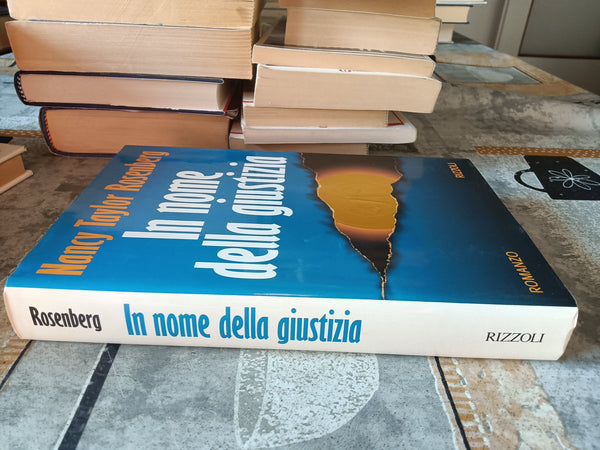 Nancy Taylor Rosenberg
In nome
della giustizia
RIZZOLI
ROMANZO
Rosenberg In nome della giustizia RIZZOLI